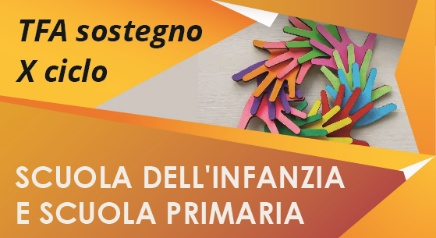 TFA sostegno
X ciclo
SCUOLA DELL'INFANZIA
E SCUOLA PRIMARIA